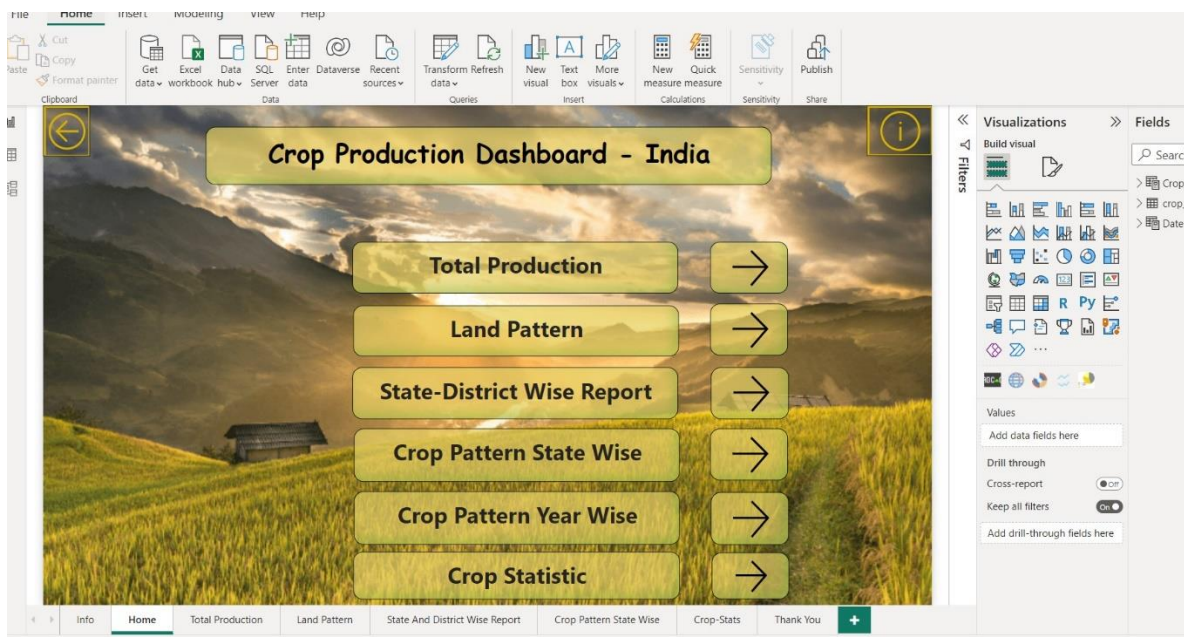 File Home Insert Modeling View Help
Paste
Cut
Copy
Format painter
Get data
Excel workbook
Data hub
SQL Server
Enter data
Dataverse
Recent sources
Transform data
Refresh
New visual
Text box
More visuals
New measure
Quick measure
Sensitivity
Publish
Clipboard Data Queries Insert Calculations Sensitivity Share
Crop Production Dashboard - India
Total Production
Land Pattern
State-District Wise Report
Crop Pattern State Wise
Crop Pattern Year Wise
Crop Statistic
Filters
Visualizations
Build visual
R Py
Values
Add data fields here
Drill through
Cross-report Off
Keep all filters On
Add drill-through fields here
Fields
Searc
Crop
crop_
Date
Info Home Total Production Land Pattern State And District Wise Report Crop Pattern State Wise Crop-Stats Thank You